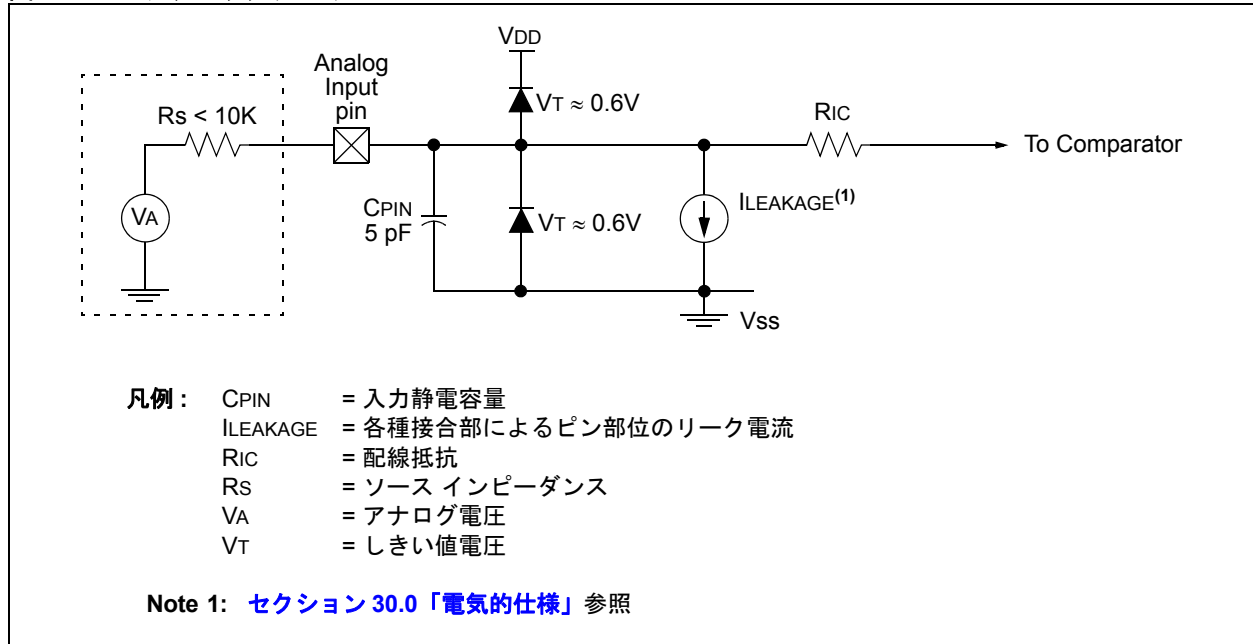 VDD
Analog
Input
pin
Rs < 10K
VT ≈ 0.6V
RIC
To Comparator
VA
CPIN
5 pF
VT ≈ 0.6V
ILEAKAGE(1)
Vss
凡例 : CPIN = 入力静電容量
ILEAKAGE = 各種接合部によるピン部位のリーク電流
RIC = 配線抵抗
RS = ソース インピーダンス
VA = アナログ電圧
VT = しきい値電圧
Note 1: セクション 30.0「電気的仕様」参照